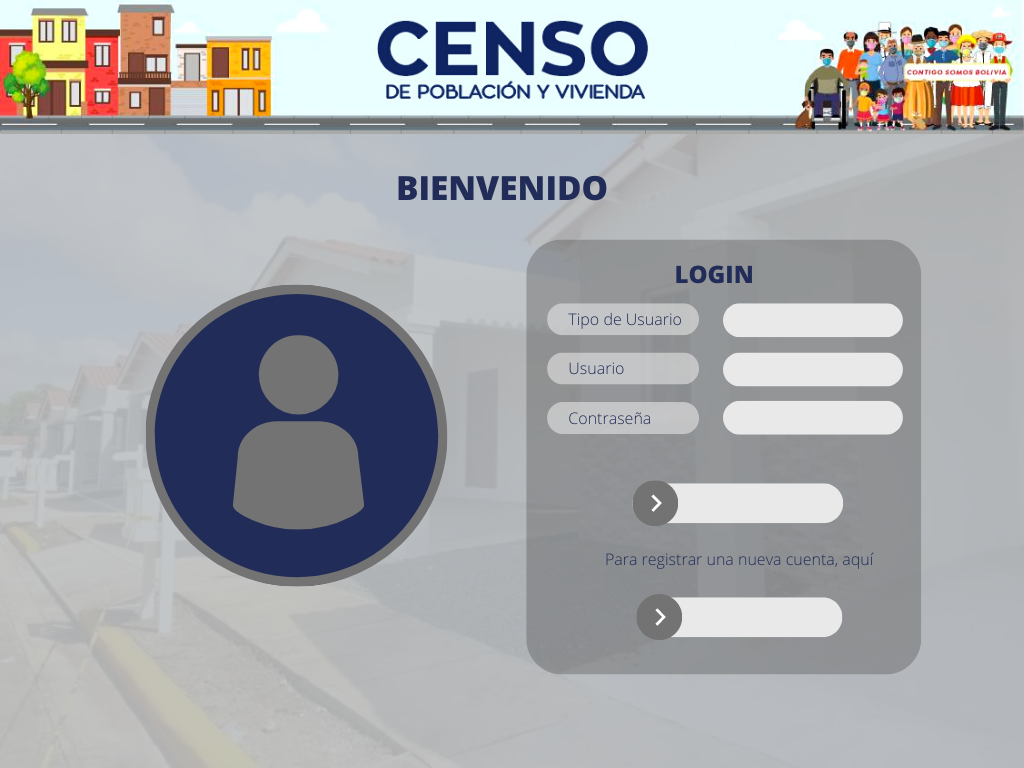 CENSO
DE POBLACIÓN Y VIVIENDA
CONTIGO SOMOS BOLIVIA
BIENVENIDO
LOGIN
Tipo de Usuario
Usuario
Contraseña
Para registrar una nueva cuenta, aquí